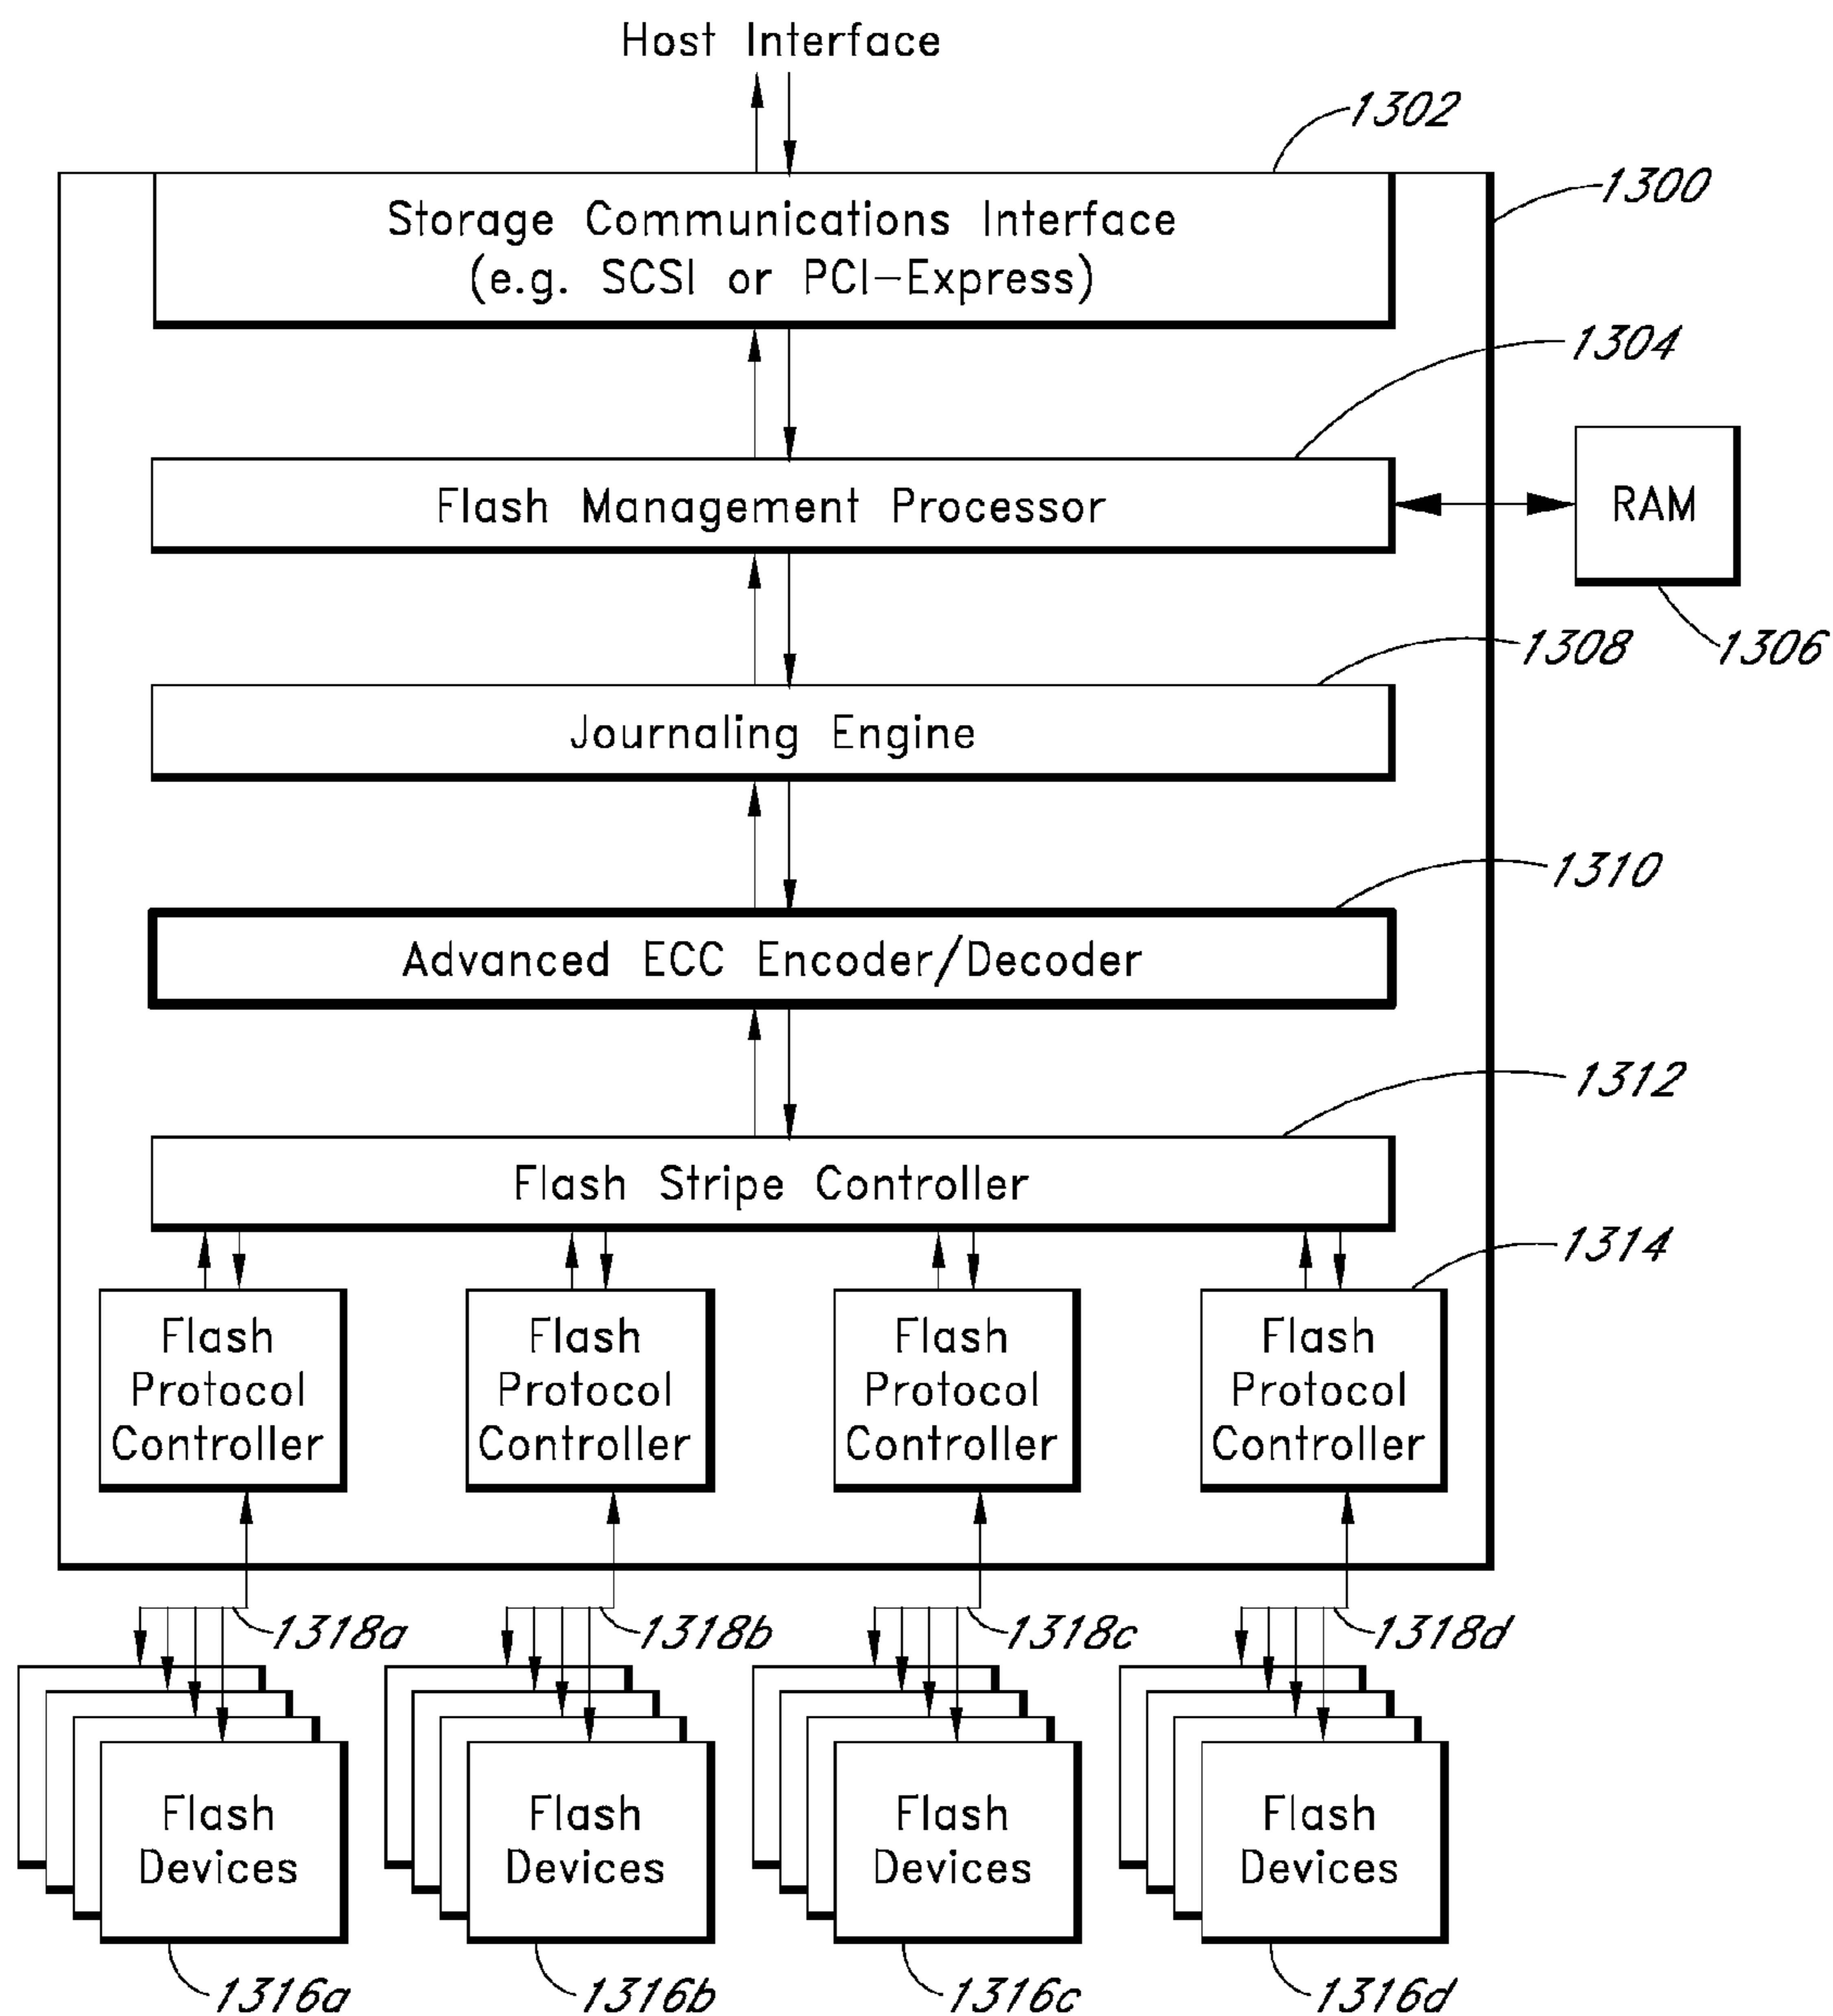 Host Interface
1302
1300
Storage Communications Interface
(e.g. SCSI or PCI-Express)
1304
Flash Management Processor
RAM
1306
1308
Journaling Engine
1310
Advanced ECC Encoder/Decoder
1312
Flash Stripe Controller
1314
Flash
Protocol
Controller
Flash
Protocol
Controller
Flash
Protocol
Controller
Flash
Protocol
Controller
1318a
1318b
1318c
1318d
Flash
Devices
Flash
Devices
Flash
Devices
Flash
Devices
1316a
1316b
1316c
1316d